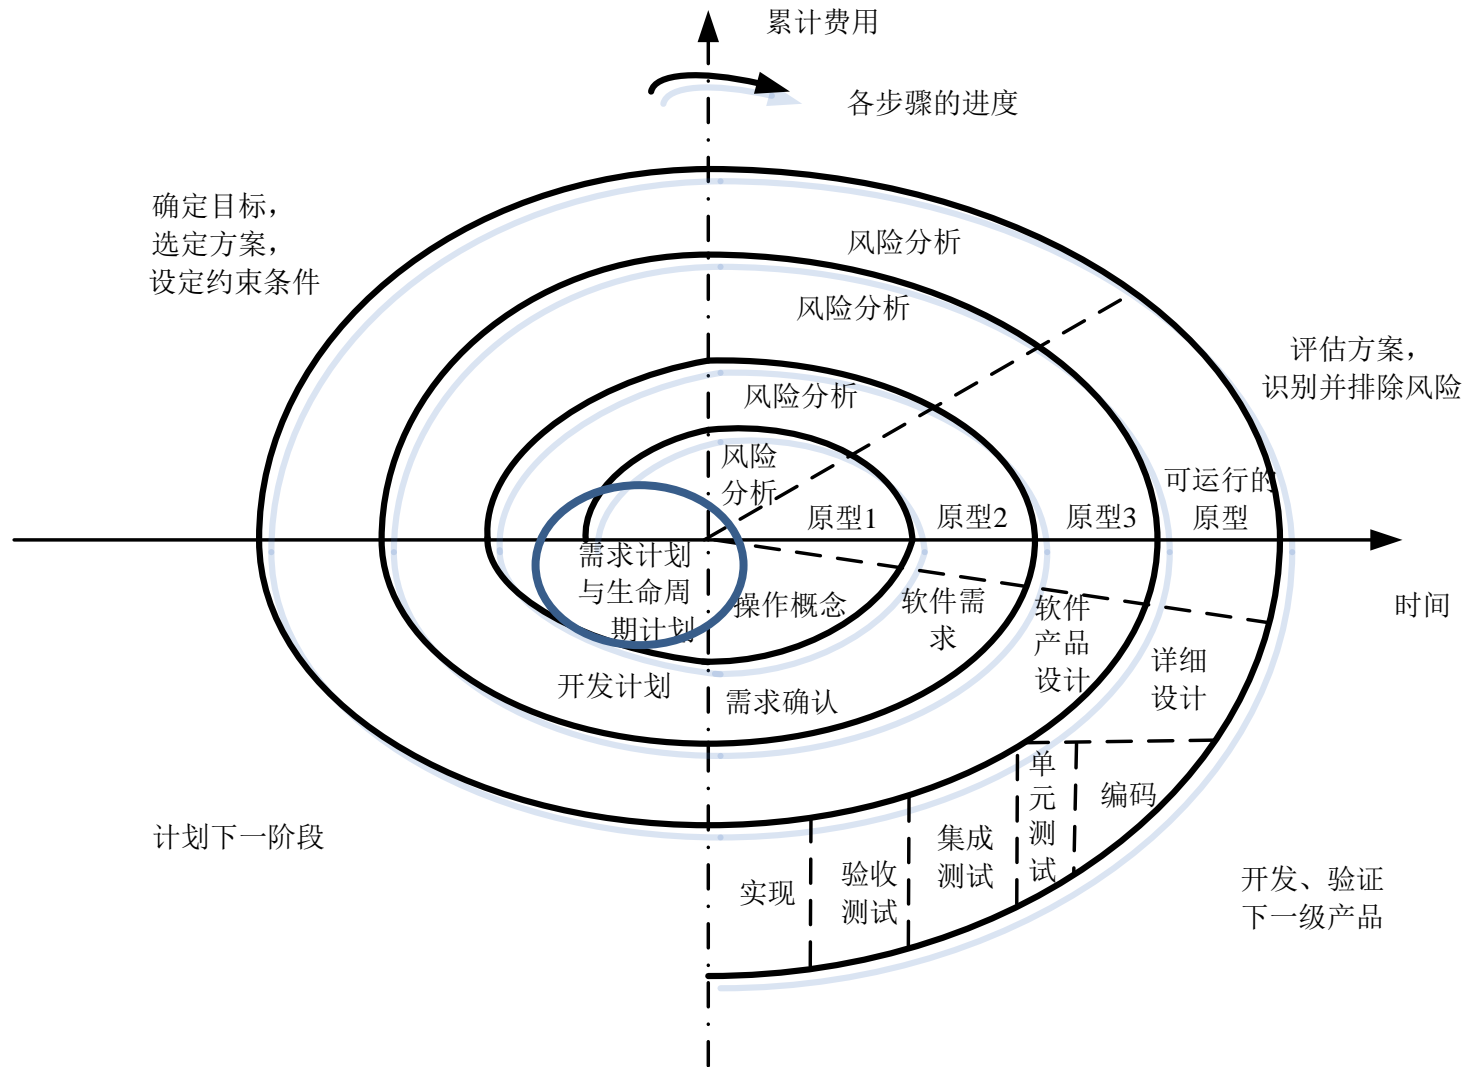 累计费用
各步骤的进度
确定目标，
选定方案，
设定约束条件
风险分析
风险分析
评估方案，
识别并排除风险
风险分析
风险
分析
可运行的
原型
原型1
原型2
原型3
需求计划
与生命周
期计划
操作概念
软件需
求
软件
产品
设计
时间
详细
设计
开发计划
需求确认
单
元
测
试
编码
计划下一阶段
集成
测试
验收
测试
实现
开发、验证
下一级产品